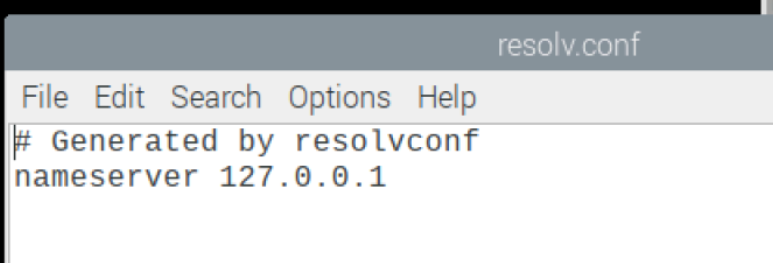 resolv.conf
File Edit Search Options Help
# Generated by resolvconf
nameserver 127.0.0.1